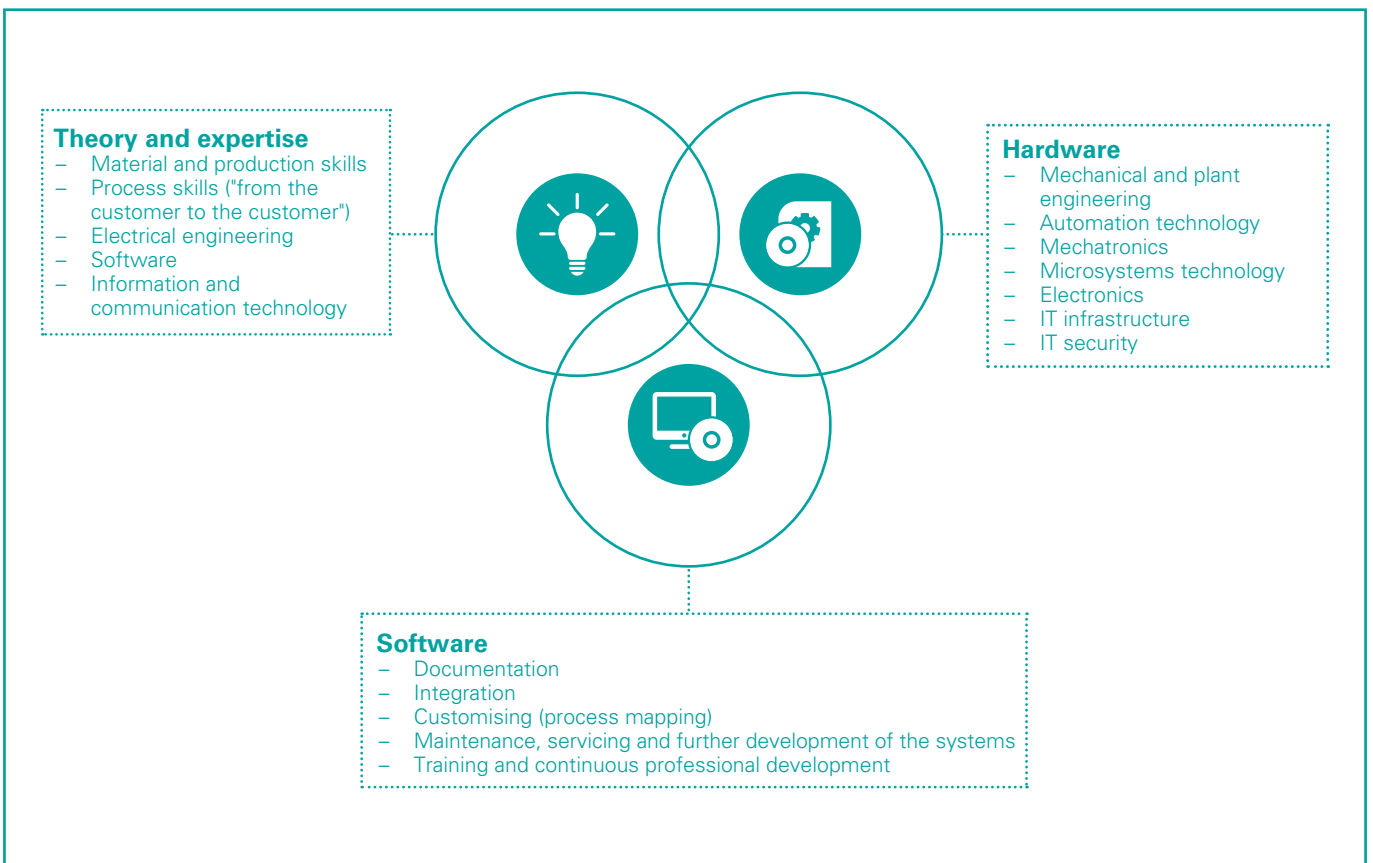 Theory and expertise
– Material and production skills
– Process skills ("from the
customer to the customer")
– Electrical engineering
– Software
– Information and
communication technology
Hardware
– Mechanical and plant
engineering
– Automation technology
– Mechatronics
– Microsystems technology
– Electronics
– IT infrastructure
– IT security
Software
– Documentation
– Integration
– Customising (process mapping)
– Maintenance, servicing and further development of the systems
– Training and continuous professional development